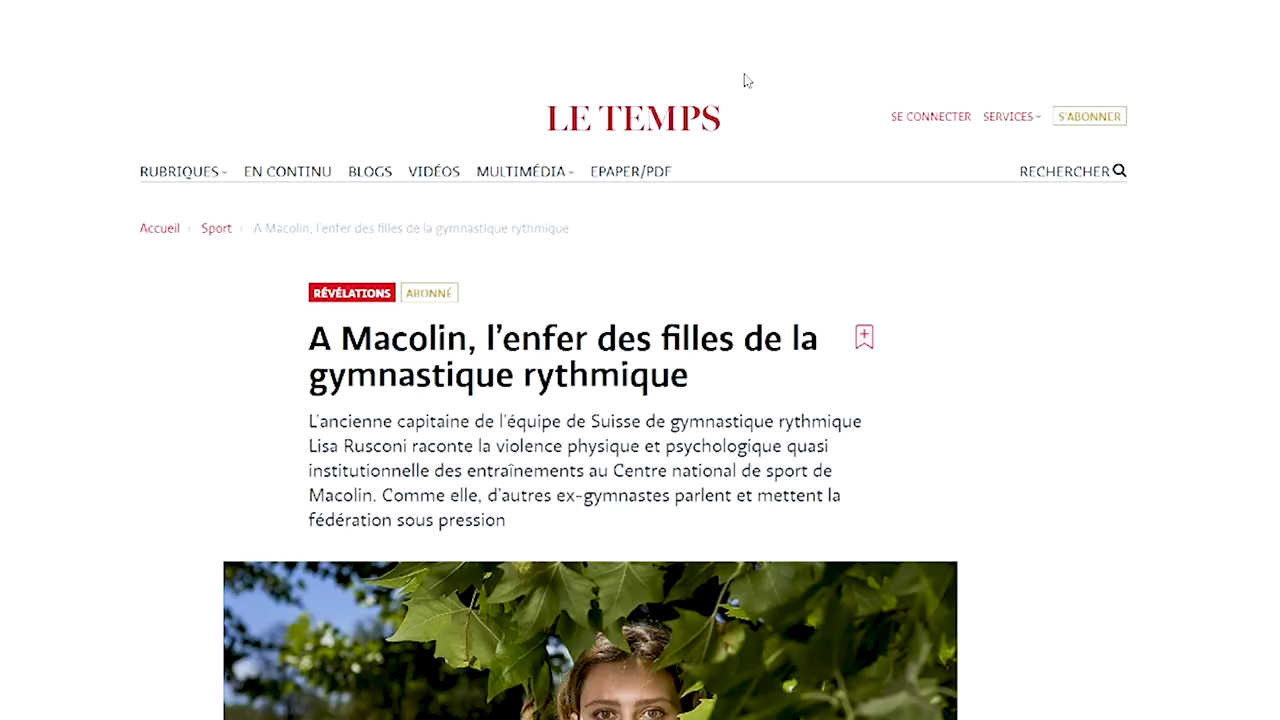 LE TEMPS
SE CONNECTER SERVICES S'ABONNER
RUBRIQUES EN CONTINU BLOGS VIDÉOS MULTIMÉDIA EPAPER/PDF RECHERCHER
Accueil › Sport › A Macolin, l'enfer des filles de la gymnastique rythmique
RÉVÉLATIONS ABONNÉ
A Macolin, l'enfer des filles de la
gymnastique rythmique
L'ancienne capitaine de l'équipe de Suisse de gymnastique rythmique
Lisa Rusconi raconte la violence physique et psychologique quasi
institutionnelle des entraînements au Centre national de sport de
Macolin. Comme elle, d'autres ex-gymnastes parlent et mettent la
fédération sous pression